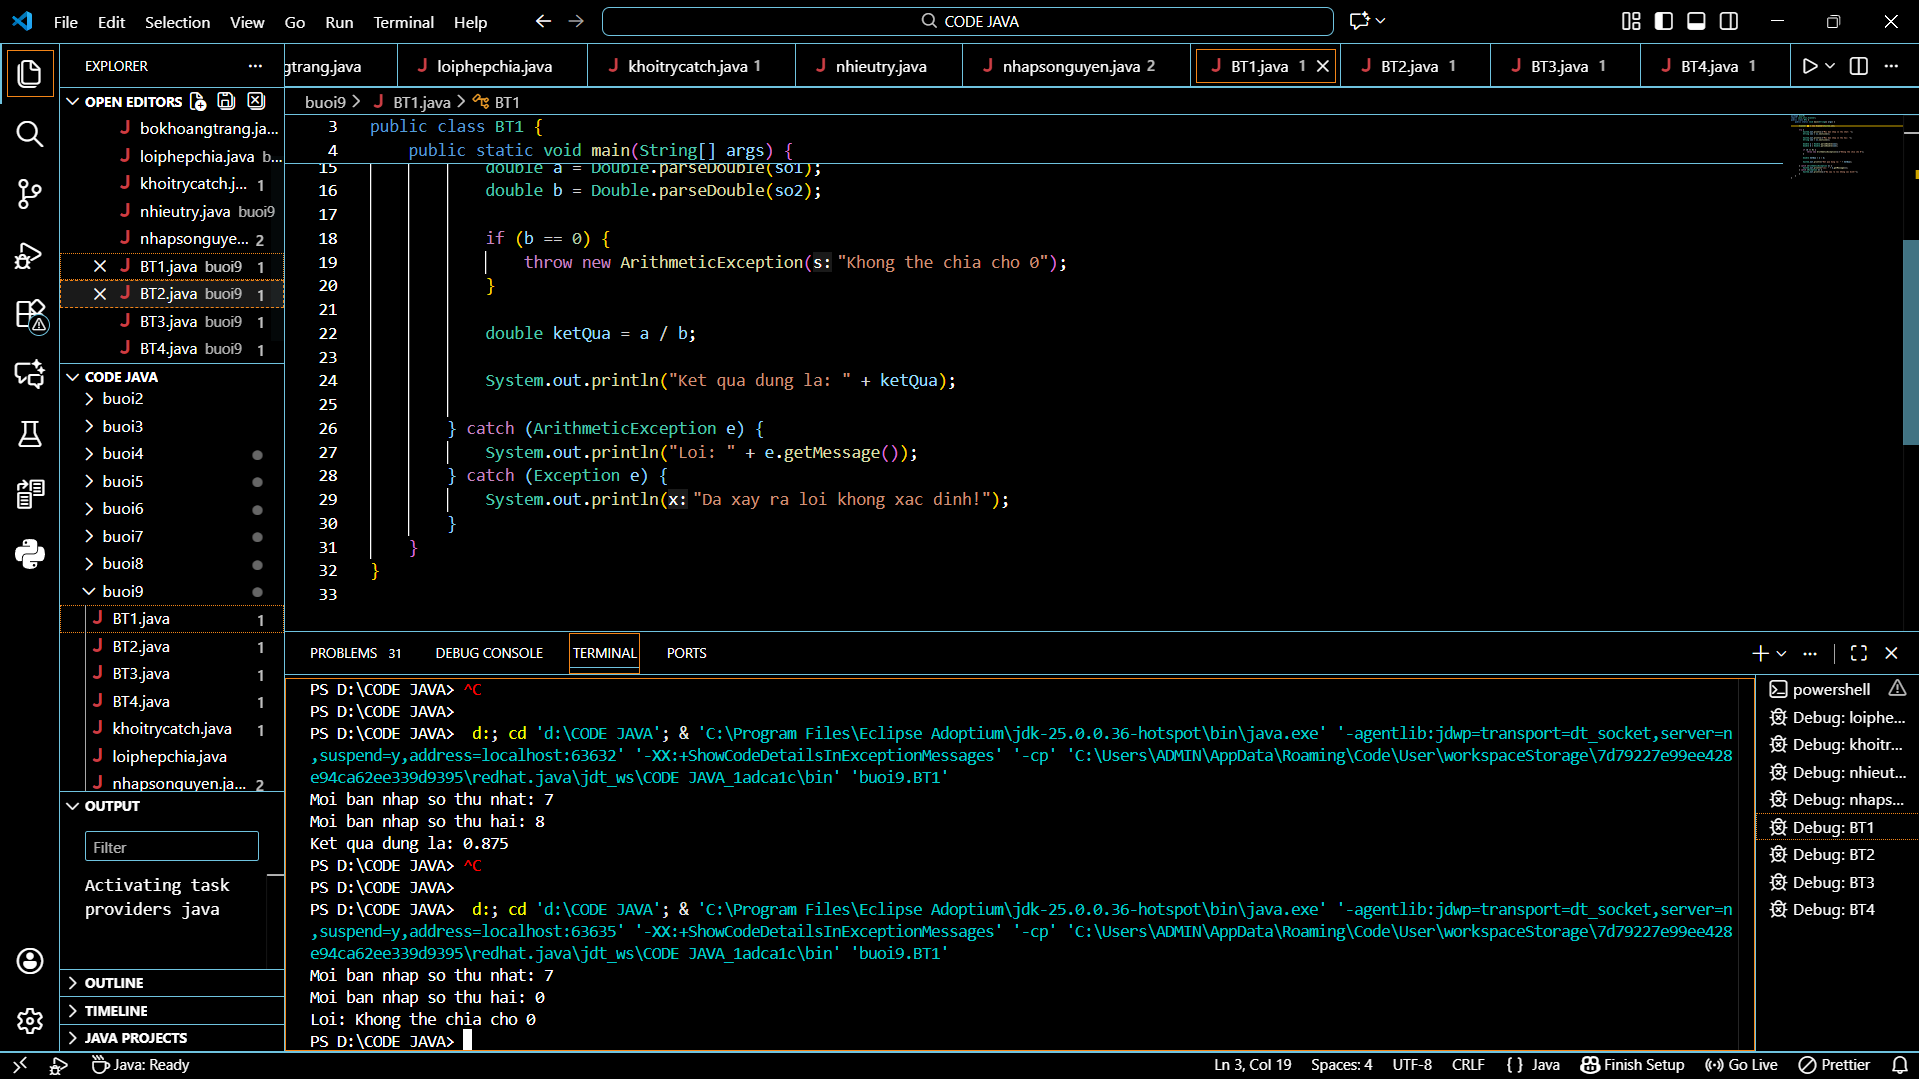 File Edit Selection View Go Run Terminal Help
CODE JAVA
EXPLORER
gtrang.java
loiphepchia.java
khoitrycatch.java 1
nhieutry.java
nhapsonguyen.java 2
BT1.java 1
BT2.java 1
BT3.java 1
BT4.java 1
OPEN EDITORS
bokhoangtrang.ja...
loiphepchia.java b...
khoitrycatch.j... 1
nhieutry.java buoi9
nhapsonguye... 2
BT1.java buoi9 1
BT2.java buoi9 1
BT3.java buoi9 1
BT4.java buoi9 1
CODE JAVA
buoi2
buoi3
buoi4
buoi5
buoi6
buoi7
buoi8
buoi9
BT1.java 1
BT2.java 1
BT3.java 1
BT4.java 1
khoitrycatch.java 1
loiphepchia.java
nhapsonguyen.ja... 2
OUTPUT
Filter
Activating task
providers java
OUTLINE
TIMELINE
JAVA PROJECTS
buoi9 > BT1.java > BT1
3 public class BT1 {
4 public static void main(String[] args) {
15 double a = Double.parseDouble(so1);
16 double b = Double.parseDouble(so2);
17
18 if (b == 0) {
19 throw new ArithmeticException(s: "Khong the chia cho 0");
20 }
21
22 double ketQua = a / b;
23
24 System.out.println("Ket qua dung la: " + ketQua);
25
26 } catch (ArithmeticException e) {
27 System.out.println("Loi: " + e.getMessage());
28 } catch (Exception e) {
29 System.out.println(x: "Da xay ra loi khong xac dinh!");
30 }
31 }
32 }
33
PROBLEMS 31 DEBUG CONSOLE TERMINAL PORTS
PS D:\CODE JAVA> ^C
PS D:\CODE JAVA>
PS D:\CODE JAVA> d:; cd 'd:\CODE JAVA'; & 'C:\Program Files\Eclipse Adoptium\jdk-25.0.0.36-hotspot\bin\java.exe' '-agentlib:jdwp=transport=dt_socket,server=n
,suspend=y,address=localhost:63632' '-XX:+ShowCodeDetailsInExceptionMessages' '-cp' 'C:\Users\ADMIN\AppData\Roaming\Code\User\workspaceStorage\7d79227e99ee428
e94ca62ee339d9395\redhat.java\jdt_ws\CODE JAVA_1adca1c\bin' 'buoi9.BT1'
Moi ban nhap so thu nhat: 7
Moi ban nhap so thu hai: 8
Ket qua dung la: 0.875
PS D:\CODE JAVA> ^C
PS D:\CODE JAVA>
PS D:\CODE JAVA> d:; cd 'd:\CODE JAVA'; & 'C:\Program Files\Eclipse Adoptium\jdk-25.0.0.36-hotspot\bin\java.exe' '-agentlib:jdwp=transport=dt_socket,server=n
,suspend=y,address=localhost:63635' '-XX:+ShowCodeDetailsInExceptionMessages' '-cp' 'C:\Users\ADMIN\AppData\Roaming\Code\User\workspaceStorage\7d79227e99ee428
e94ca62ee339d9395\redhat.java\jdt_ws\CODE JAVA_1adca1c\bin' 'buoi9.BT1'
Moi ban nhap so thu nhat: 7
Moi ban nhap so thu hai: 0
Loi: Khong the chia cho 0
PS D:\CODE JAVA>
powershell
Debug: loiphe...
Debug: khoitr...
Debug: nhieut...
Debug: nhaps...
Debug: BT1
Debug: BT2
Debug: BT3
Debug: BT4
Java: Ready
Ln 3, Col 19 Spaces: 4 UTF-8 CRLF { } Java Finish Setup Go Live Prettier